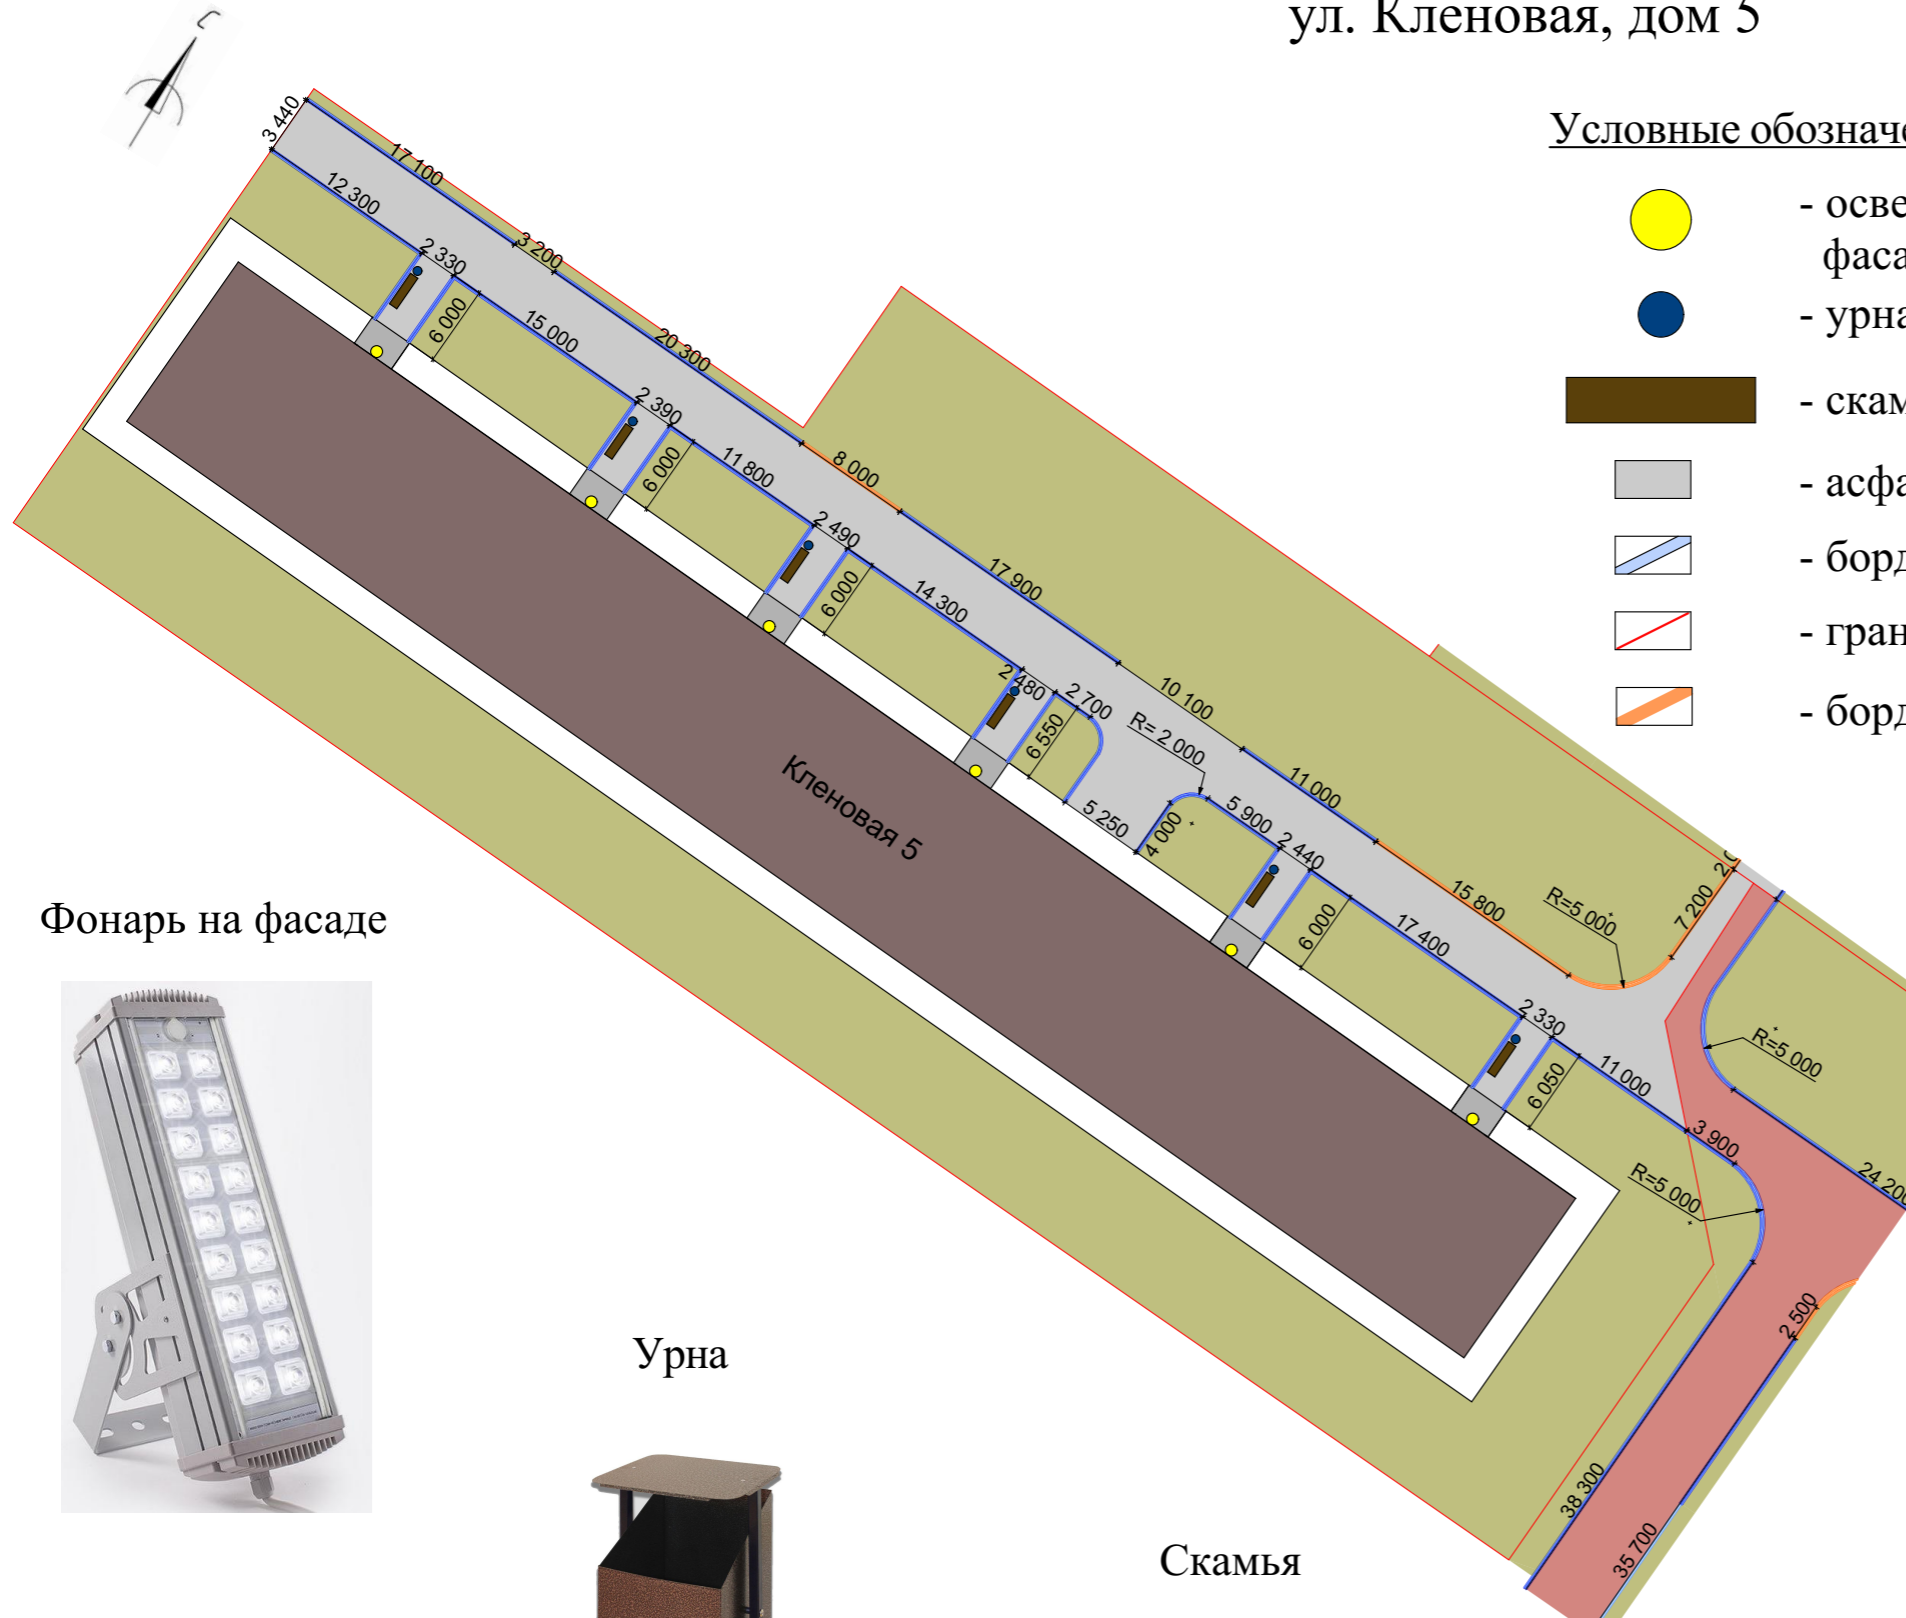 ул. Кленовая, дом 5
С
Условные обозначе
- осве
фаса
- урна
- скам
- асфа
- борд
- гран
- борд
3 440
17 100
12 300
3 200
2 330
6 000
15 000
20 300
2 390
6 000
11 800
8 000
2 490
6 000
14 300
17 900
2 480
2 700
6 550
R= 2 000
10 100
5 250
4 000
5 900
11 000
2 440
6 000
17 400
15 800
R=5 000
7 200
2 330
6 050
11 000
3 900
R=5 000
R=5 000
24 200
2 500
38 300
35 700
Кленовая 5
Фонарь на фасаде
Урна
Скамья